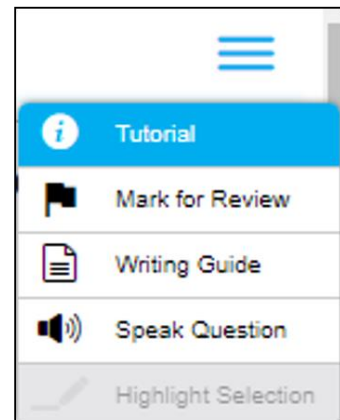 Tutorial
Mark for Review
Writing Guide
Speak Question
Highlight Selection